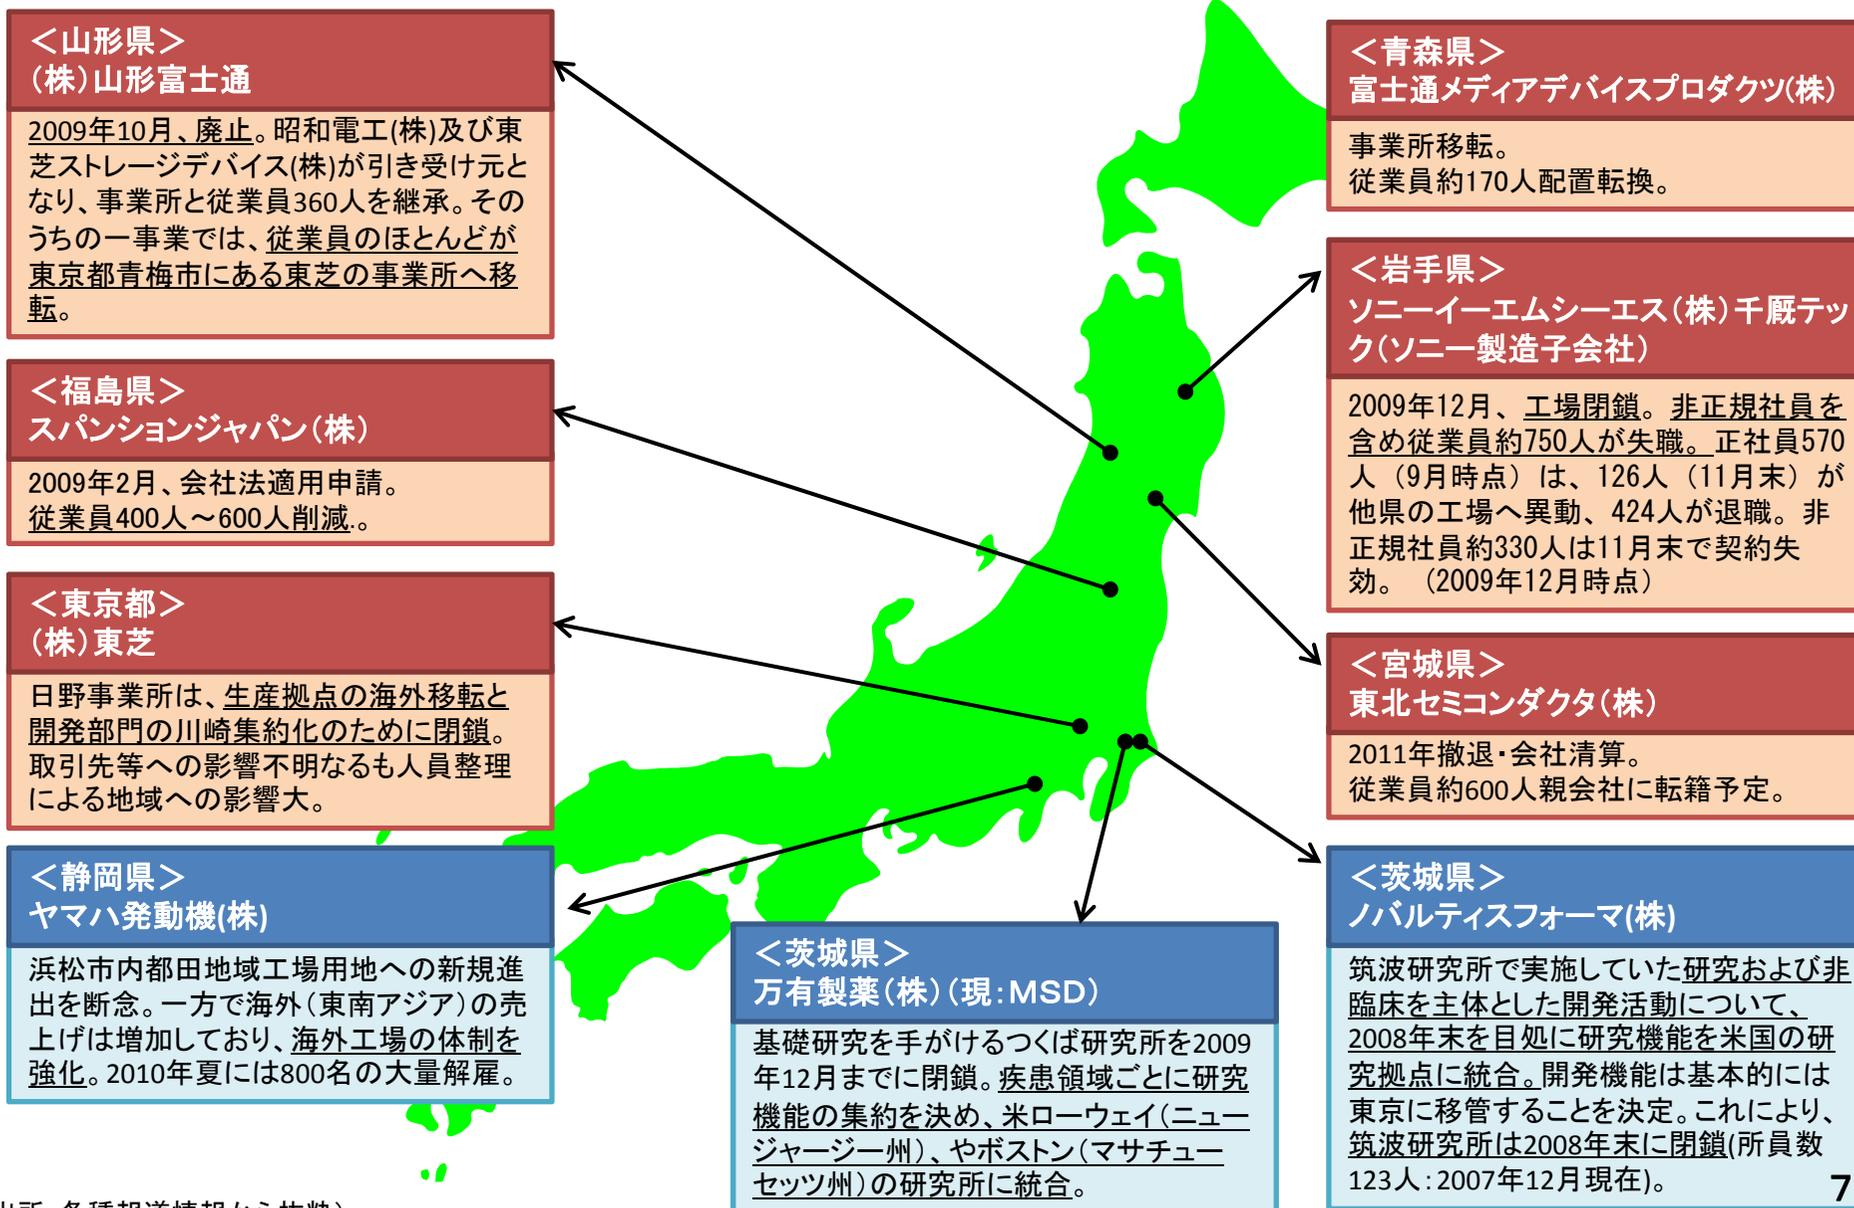 ＜山形県＞
（株）山形富士通
2009年10月、廃止。昭和電工(株)及び東
芝ストレージデバイス(株)が引き受け元と
なり、事業所と従業員360人を継承。その
うちの一事業では、従業員のほとんどが
東京都青梅市にある東芝の事業所へ移
転。
＜福島県＞
スパンションジャパン（株）
2009年2月、会社法適用申請。
従業員400人～600人削減.。
＜東京都＞
（株）東芝
日野事業所は、生産拠点の海外移転と
開発部門の川崎集約化のために閉鎖。
取引先等への影響不明なるも人員整理
による地域への影響大。
＜静岡県＞
ヤマハ発動機(株)
浜松市内都田地域工場用地への新規進
出を断念。一方で海外（東南アジア）の売
上げは増加しており、海外工場の体制を
強化。2010年夏には800名の大量解雇。
＜茨城県＞
万有製薬（株）（現：ＭＳＤ）
基礎研究を手がけるつくば研究所を2009
年12月までに閉鎖。疾患領域ごとに研究
機能の集約を決め、米ローウェイ（ニュー
ジャージー州）、やボストン（マサチュー
セッツ州）の研究所に統合。
＜青森県＞
富士通メディアデバイスプロダクツ(株)
事業所移転。
従業員約170人配置転換。
＜岩手県＞
ソニーイーエムシーエス（株）千厩テッ
ク（ソニー製造子会社）
2009年12月、工場閉鎖。非正規社員を
含め従業員約750人が失職。正社員570
人（9月時点）は、126人（11月末）が
他県の工場へ異動、424人が退職。非
正規社員約330人は11月末で契約失
効。（2009年12月時点）
＜宮城県＞
東北セミコンダクタ（株）
2011年撤退・会社清算。
従業員約600人親会社に転籍予定。
＜茨城県＞
ノバルティスフォーマ(株)
筑波研究所で実施していた研究および非
臨床を主体とした開発活動について、
2008年末を目処に研究機能を米国の研
究拠点に統合。開発機能は基本的には
東京に移管することを決定。これにより、
筑波研究所は2008年末に閉鎖(所員数
123人：2007年12月現在)。
7